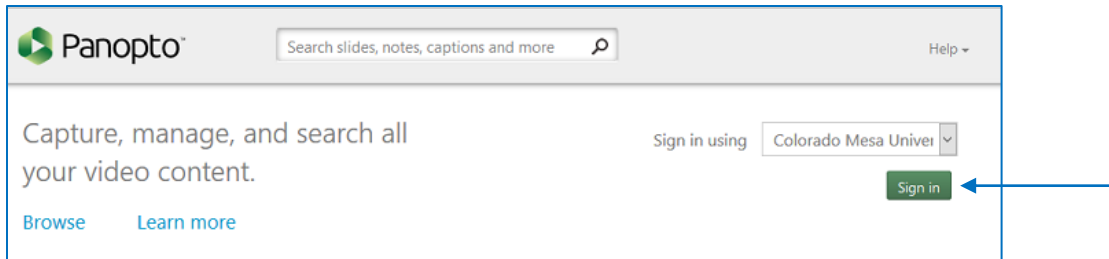 Panopto™
Search slides, notes, captions and more
Help
Capture, manage, and search all
your video content.
Sign in using
Colorado Mesa Univer
Sign in
Browse
Learn more